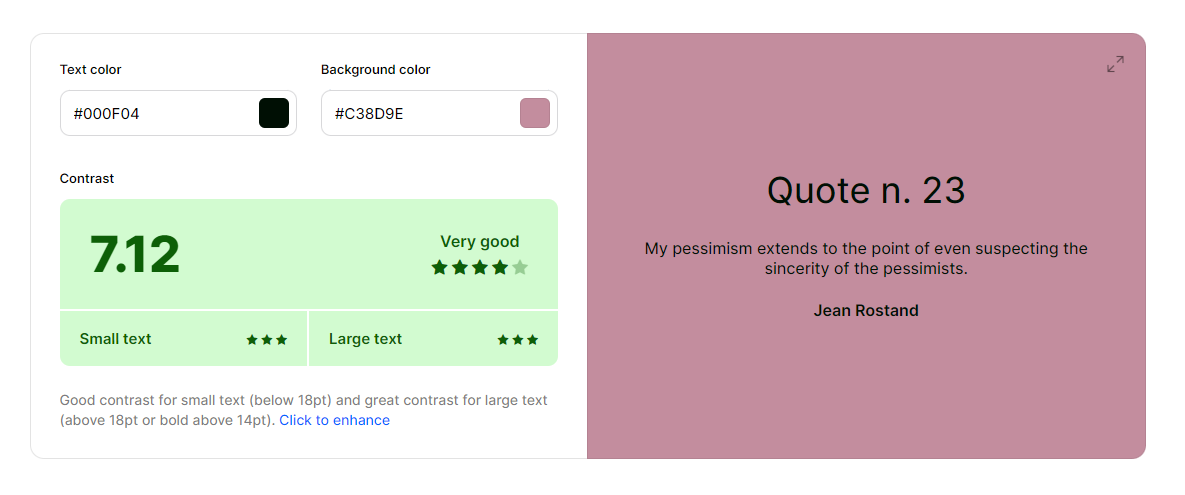 Text color
Background color
#000F04
#C38D9E
Contrast
7.12
Very good
Small text
Large text
Good contrast for small text (below 18pt) and great contrast for large text
(above 18pt or bold above 14pt). Click to enhance
Quote n. 23
My pessimism extends to the point of even suspecting the
sincerity of the pessimists.
Jean Rostand